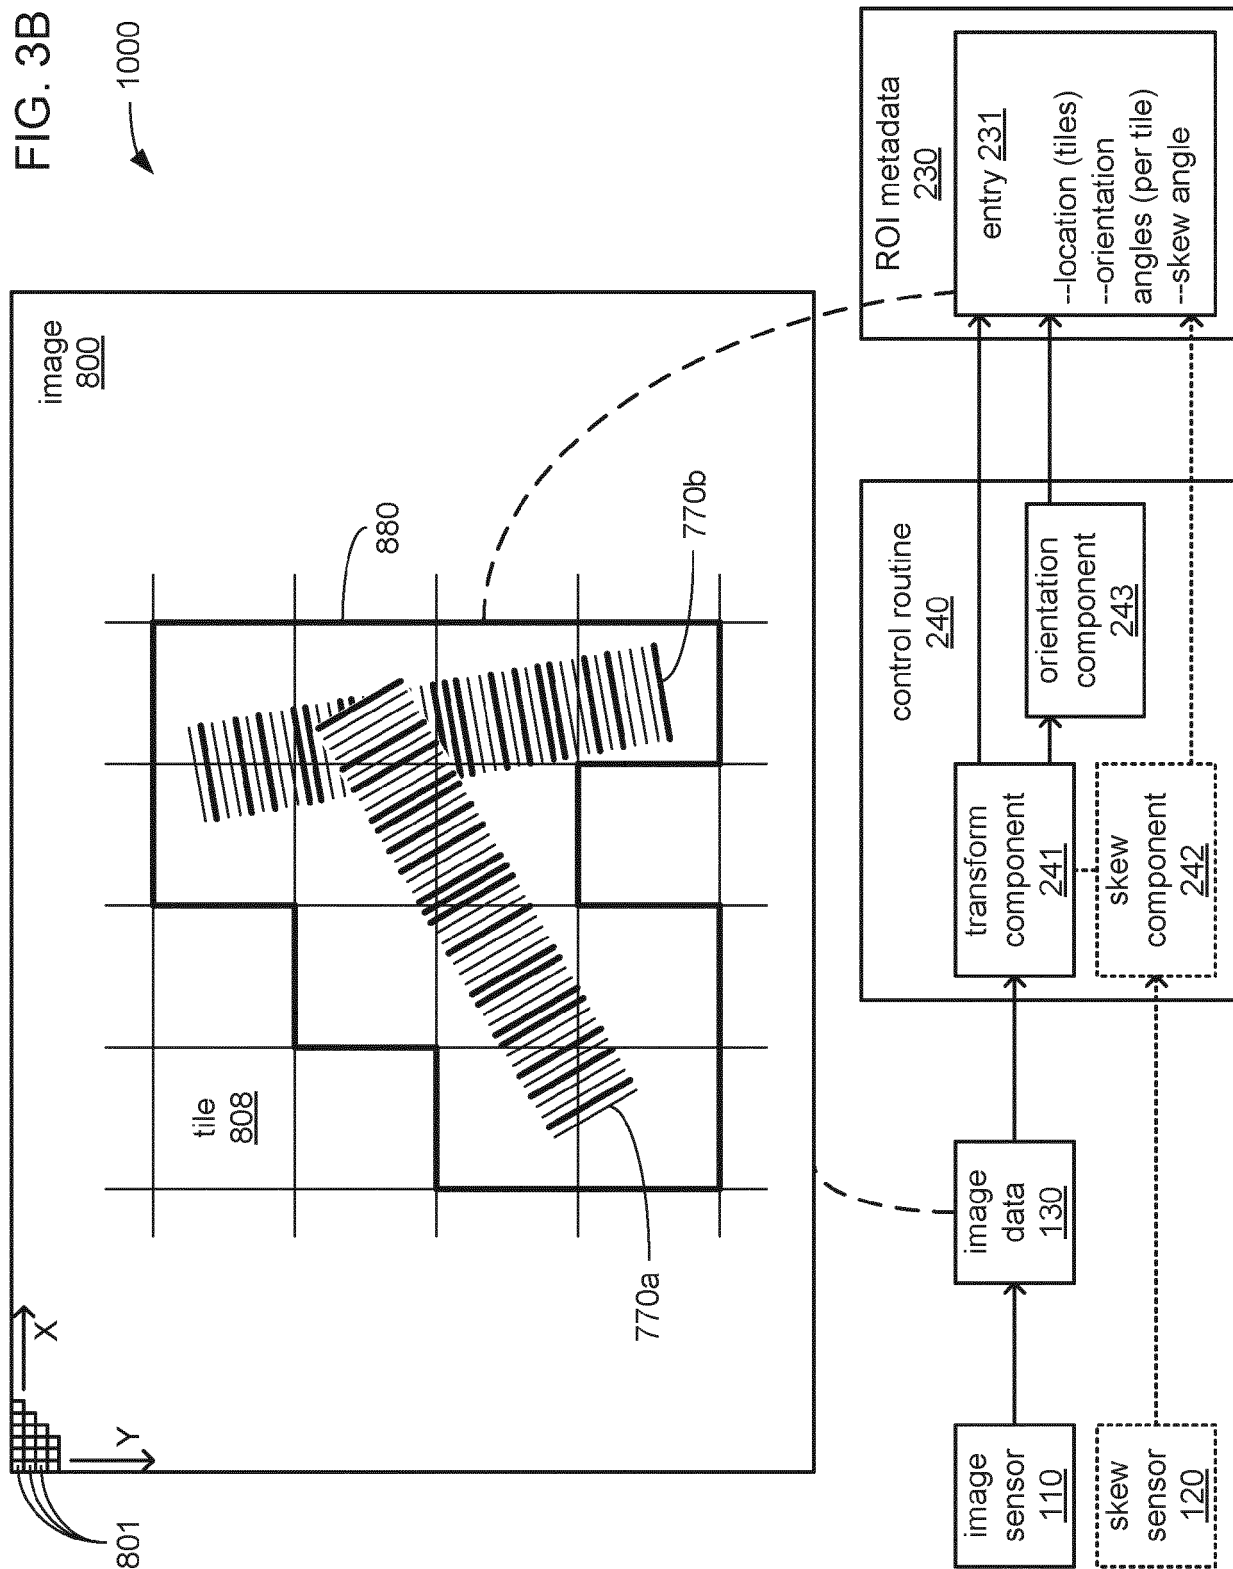 FIG. 3B
1000
image
800
801
X
Y
tile
808
880
770a
770b
image
sensor
110
skew
sensor
120
image
data
130
control routine
240
transform
component
241
skew
component
242
orientation
component
243
ROI metadata
230
entry 231
--location (tiles)
--orientation
angles (per tile)
--skew angle